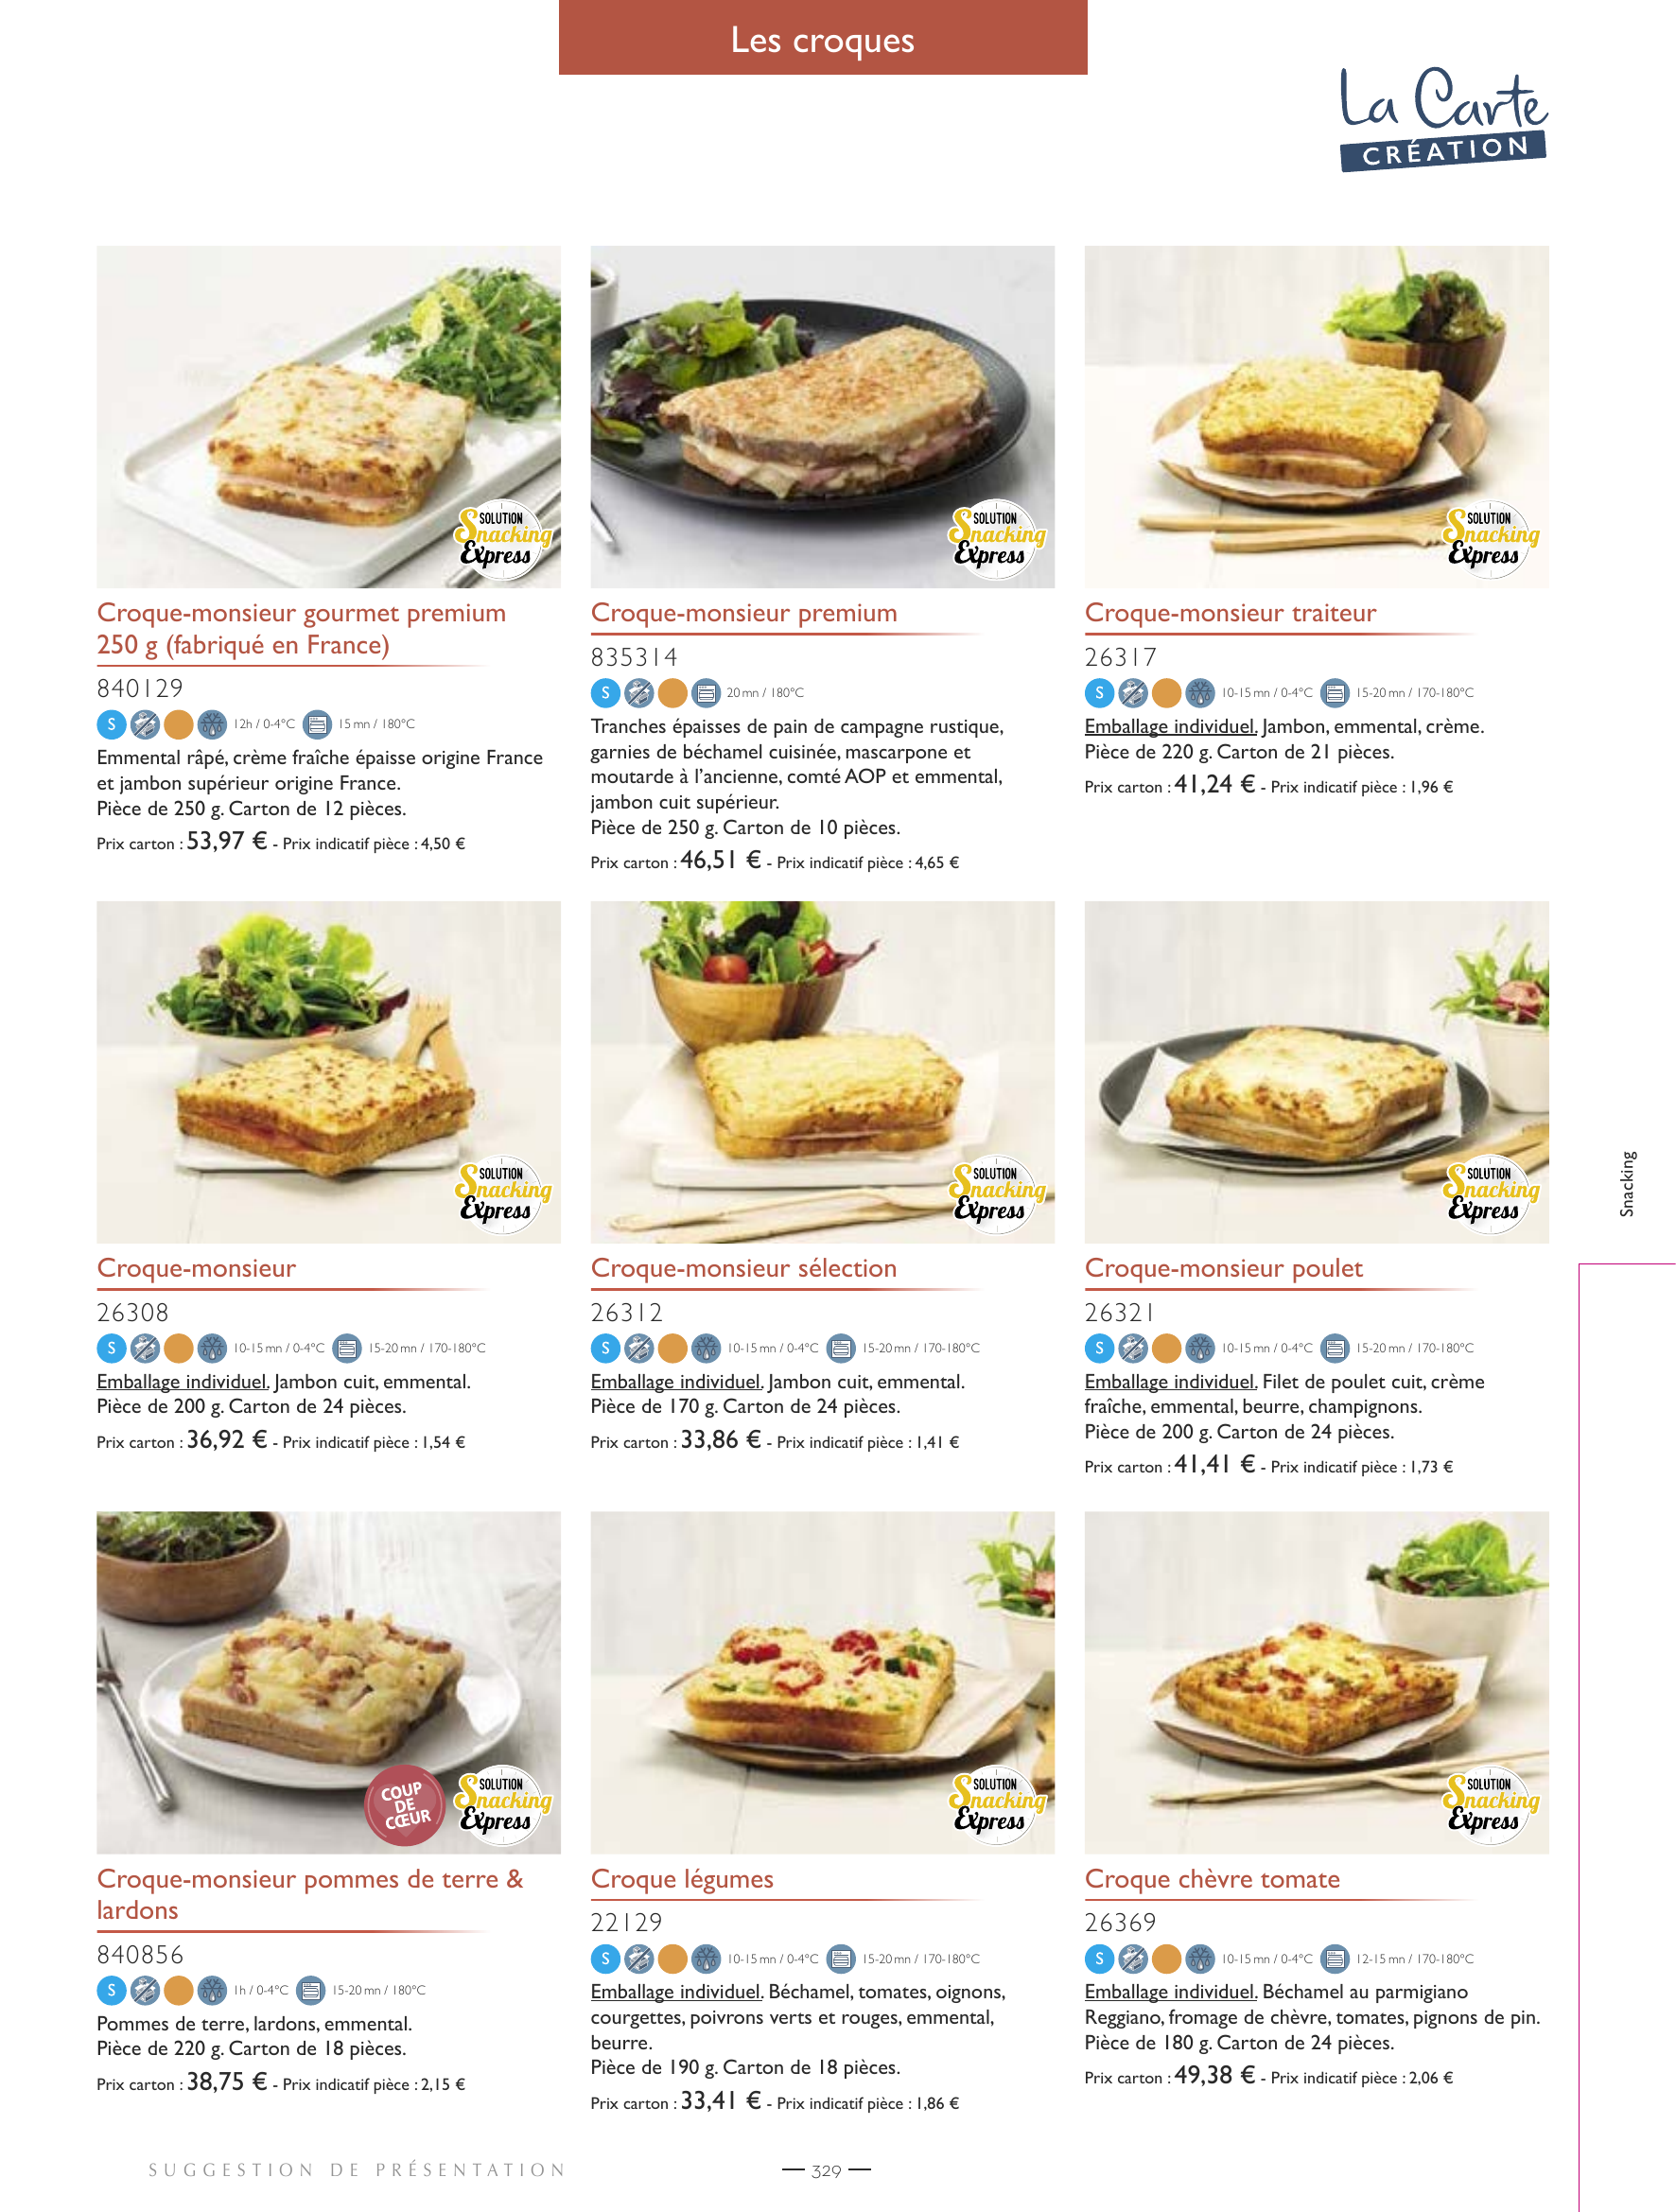 Les croques
La Carte
CRÉATION
SOLUTION
Snacking
Express
SOLUTION
Snacking
Express
SOLUTION
Snacking
Express
Croque-monsieur gourmet premium
250 g (fabriqué en France)
840129
S 12h / 0-4°C 15 mn / 180°C
Emmental râpé, crème fraîche épaisse origine France
et jambon supérieur origine France.
Pièce de 250 g. Carton de 12 pièces.
Prix carton : 53,97 € - Prix indicatif pièce : 4,50 €
Croque-monsieur premium
835314
S 20 mn / 180°C
Tranches épaisses de pain de campagne rustique,
garnies de béchamel cuisinée, mascarpone et
moutarde à l’ancienne, comté AOP et emmental,
jambon cuit supérieur.
Pièce de 250 g. Carton de 10 pièces.
Prix carton : 46,51 € - Prix indicatif pièce : 4,65 €
Croque-monsieur traiteur
26317
S 10-15 mn / 0-4°C 15-20 mn / 170-180°C
Emballage individuel. Jambon, emmental, crème.
Pièce de 220 g. Carton de 21 pièces.
Prix carton : 41,24 € - Prix indicatif pièce : 1,96 €
SOLUTION
Snacking
Express
SOLUTION
Snacking
Express
SOLUTION
Snacking
Express
Croque-monsieur
26308
S 10-15 mn / 0-4°C 15-20 mn / 170-180°C
Emballage individuel. Jambon cuit, emmental.
Pièce de 200 g. Carton de 24 pièces.
Prix carton : 36,92 € - Prix indicatif pièce : 1,54 €
Croque-monsieur sélection
26312
S 10-15 mn / 0-4°C 15-20 mn / 170-180°C
Emballage individuel. Jambon cuit, emmental.
Pièce de 170 g. Carton de 24 pièces.
Prix carton : 33,86 € - Prix indicatif pièce : 1,41 €
Croque-monsieur poulet
26321
S 10-15 mn / 0-4°C 15-20 mn / 170-180°C
Emballage individuel. Filet de poulet cuit, crème
fraîche, emmental, beurre, champignons.
Pièce de 200 g. Carton de 24 pièces.
Prix carton : 41,41 € - Prix indicatif pièce : 1,73 €
Snacking
COUP
DE
CŒUR
SOLUTION
Snacking
Express
SOLUTION
Snacking
Express
SOLUTION
Snacking
Express
Croque-monsieur pommes de terre &
lardons
840856
S 1h / 0-4°C 15-20 mn / 180°C
Pommes de terre, lardons, emmental.
Pièce de 220 g. Carton de 18 pièces.
Prix carton : 38,75 € - Prix indicatif pièce : 2,15 €
Croque légumes
22129
S 10-15 mn / 0-4°C 15-20 mn / 170-180°C
Emballage individuel. Béchamel, tomates, oignons,
courgettes, poivrons verts et rouges, emmental,
beurre.
Pièce de 190 g. Carton de 18 pièces.
Prix carton : 33,41 € - Prix indicatif pièce : 1,86 €
Croque chèvre tomate
26369
S 10-15 mn / 0-4°C 12-15 mn / 170-180°C
Emballage individuel. Béchamel au parmigiano
Reggiano, fromage de chèvre, tomates, pignons de pin.
Pièce de 180 g. Carton de 24 pièces.
Prix carton : 49,38 € - Prix indicatif pièce : 2,06 €
SUGGESTION DE PRÉSENTATION
— 329 —